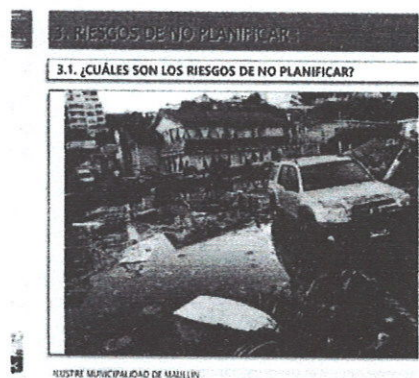 3. RIESGOS DE NO PLANIFICAR
3.1. ¿CUÁLES SON LOS RIESGOS DE NO PLANIFICAR?
ILUSTRE MUNICIPALIDAD DE MAULLÍN